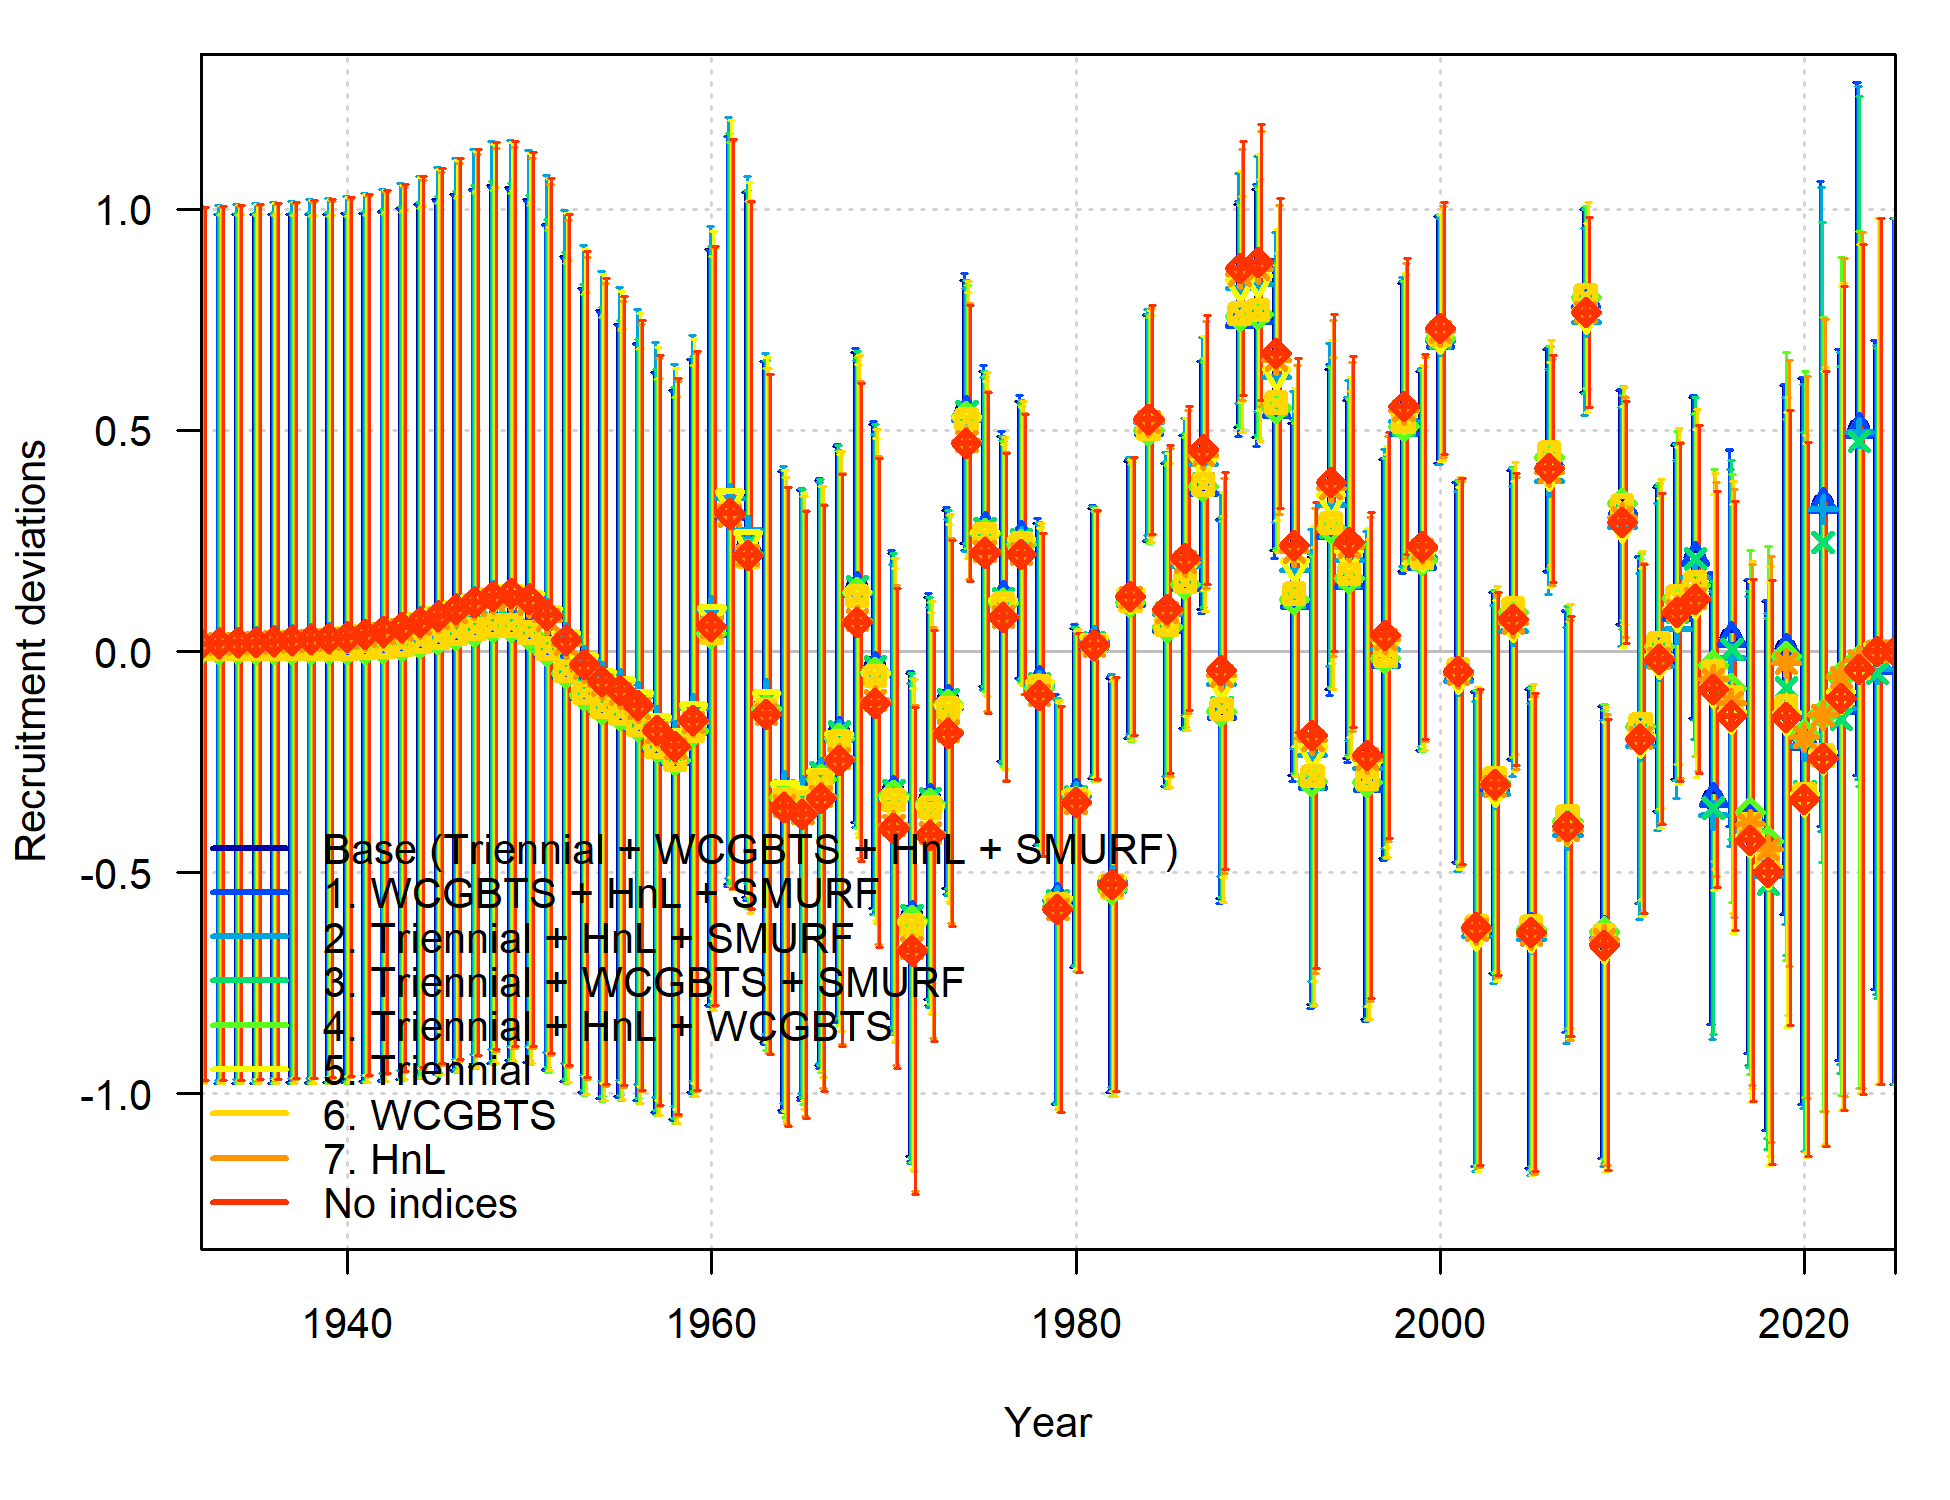 1.0
0.5
0.0
-0.5
-1.0
Recruitment deviations
Base (Triennial + WCGBTS + HnL + SMURF)
1. WCGBTS + HnL + SMURF
2. Triennial + HnL + SMURF
3. Triennial + WCGBTS + SMURF
4. Triennial + HnL + WCGBTS
5. Triennial
6. WCGBTS
7. HnL
No indices
1940 1960 1980 2000 2020
Year